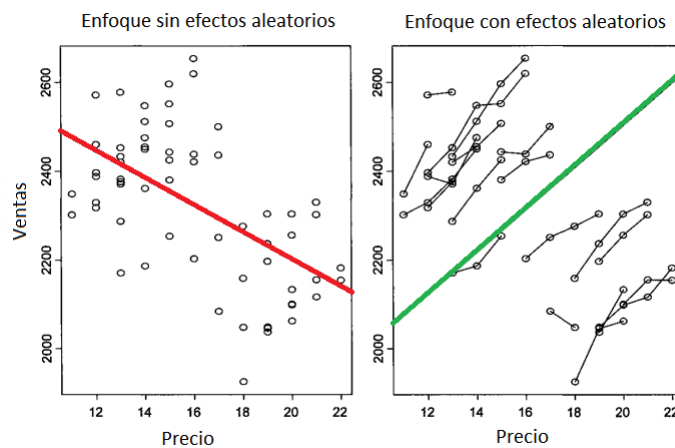 Enfoque sin efectos aleatorios
Enfoque con efectos aleatorios
Ventas
2600
2400
2200
2000
12 14 16 18 20 22
Precio
2600
2400
2200
2000
12 14 16 18 20 22
Precio